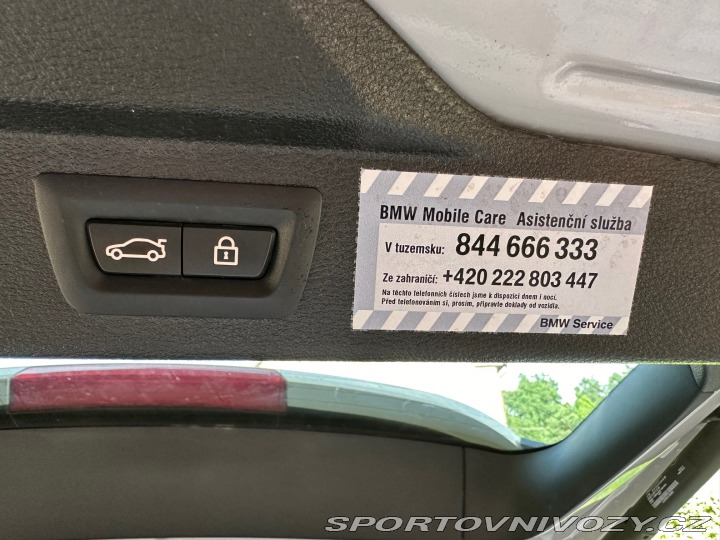 BMW Mobile Care Asistenční služba
V tuzemsku: 844 666 333
Ze zahraničí: +420 222 803 447
Na těchto telefonních číslech jsme k dispozici dnem i nocí.
Před telefonováním si, prosím, připravte doklady od vozidla.
BMW Service
SPORTOVNIVOZY.CZ